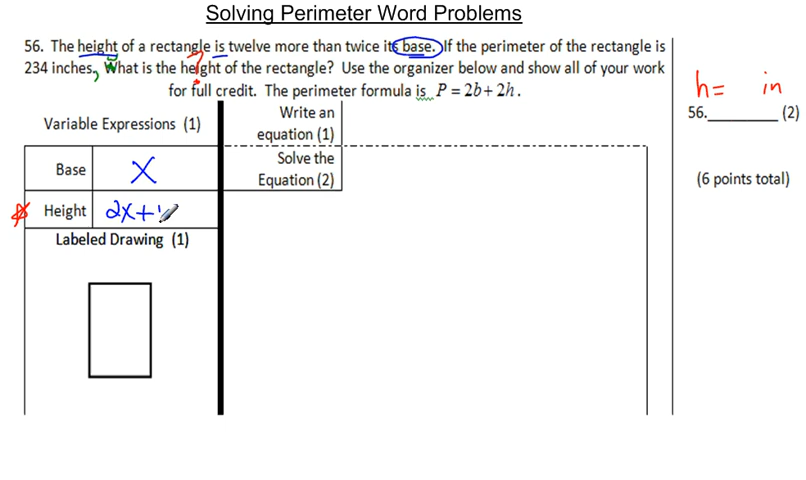 Solving Perimeter Word Problems
56. The height of a rectangle is twelve more than twice its base. If the perimeter of the rectangle is
234 inches, What is the height of the rectangle? Use the organizer below and show all of your work
for full credit. The perimeter formula is P = 2b + 2h.
h= in
56.________ (2)
(6 points total)
Variable Expressions (1)
Write an
equation (1)
Base X
Solve the
Equation (2)
Height 2X+
Labeled Drawing (1)